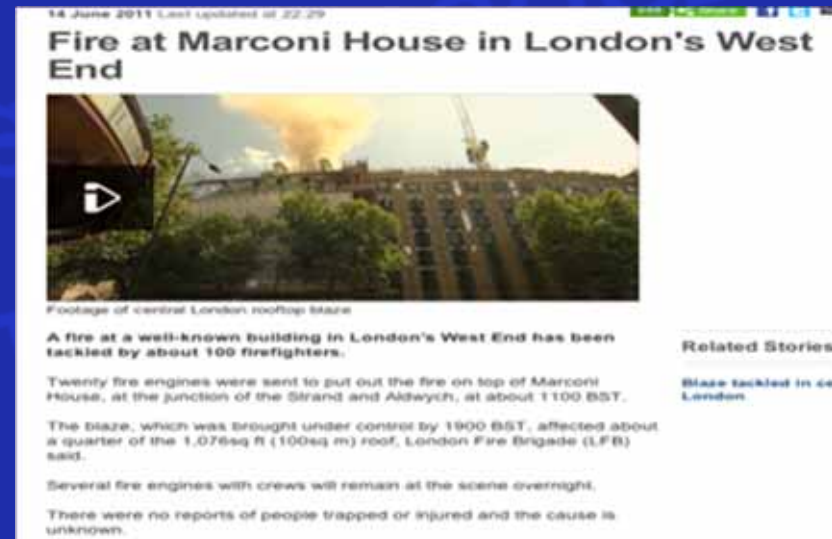 14 June 2011 Last updated at 22:29
Fire at Marconi House in London's West
End
Footage of central London rooftop blaze
A fire at a well-known building in London's West End has been
tackled by about 100 firefighters.
Related Stories
Twenty fire engines were sent to put out the fire on top of Marconi
House, at the junction of the Strand and Aldwych, at about 1100 BST.
Blaze tackled in ce
London
The blaze, which was brought under control by 1900 BST, affected about
a quarter of the 1,076sq ft (100sq m) roof, London Fire Brigade (LFB)
said.
Several fire engines with crews will remain at the scene overnight.
There were no reports of people trapped or injured and the cause is
unknown.